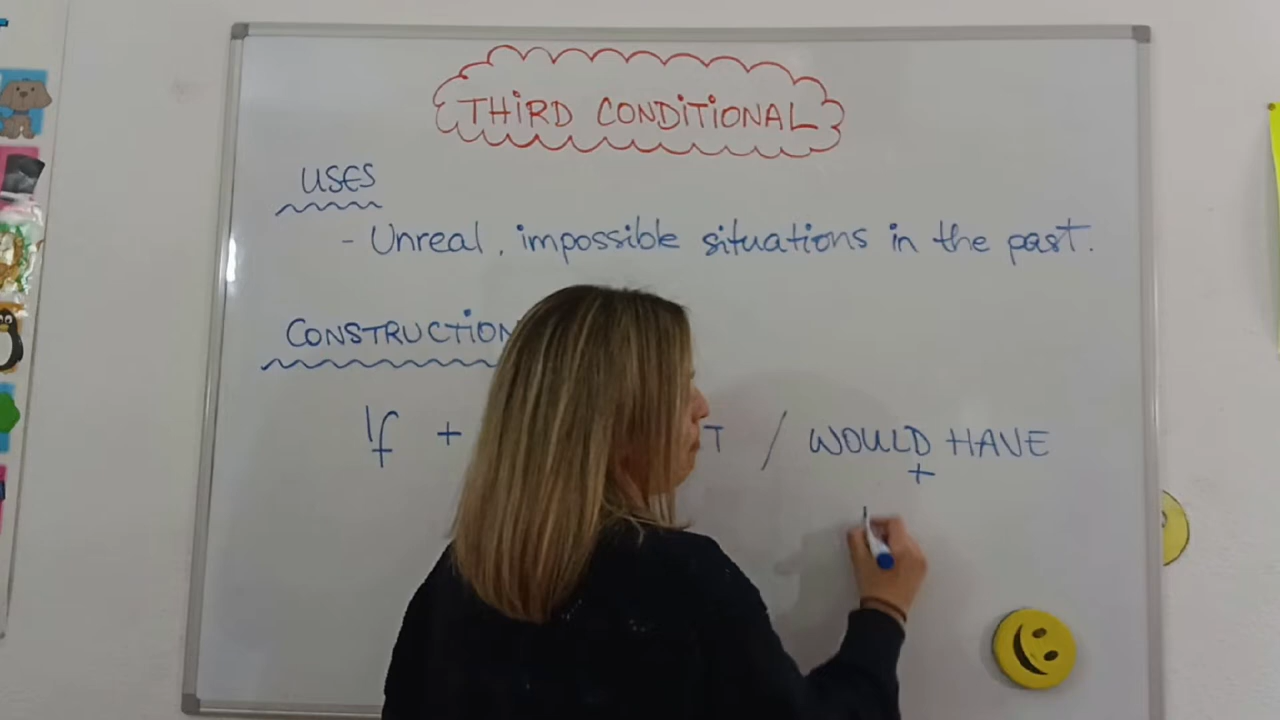 THIRD CONDITIONAL
USES
- Unreal, impossible situations in the past.
CONSTRUCTION
If + / WOULD HAVE
+